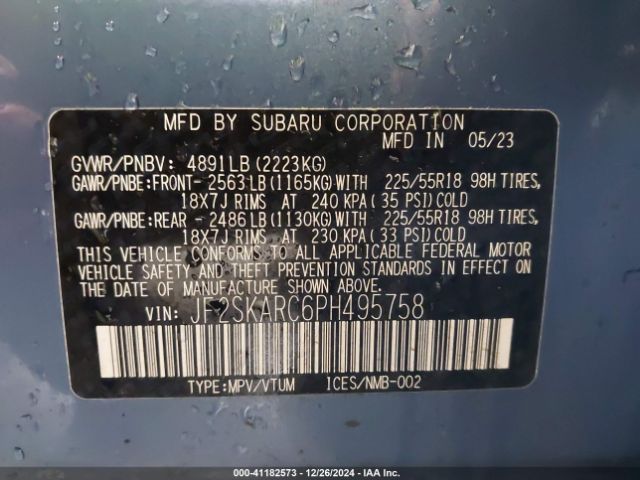 MFD BY SUBARU CORPORATION
MFD IN 05/23
GVWR/PNBV: 4891LB (2223KG)
GAWR/PNBE:FRONT- 2563LB (1165KG)WITH 225/55R18 98H TIRES,
18X7J RIMS AT 240 KPA (35 PSI) COLD
GAWR/PNBE:REAR - 2486LB (1130KG)WITH 225/55R18 98H TIRES,
18X7J RIMS AT 230 KPA (33 PSI) COLD
THIS VEHICLE CONFORMS TO ALL APPLICABLE FEDERAL MOTOR
VEHICLE SAFETY AND THEFT PREVENTION STANDARDS IN EFFECT ON
THE DATE OF MANUFACTURE SHOWN ABOVE.
VIN: JF2SKARC6PH495758
TYPE:MPV/VTUM ICES/NMB-002
000-41182573 - 12/26/2024 - IAA Inc.